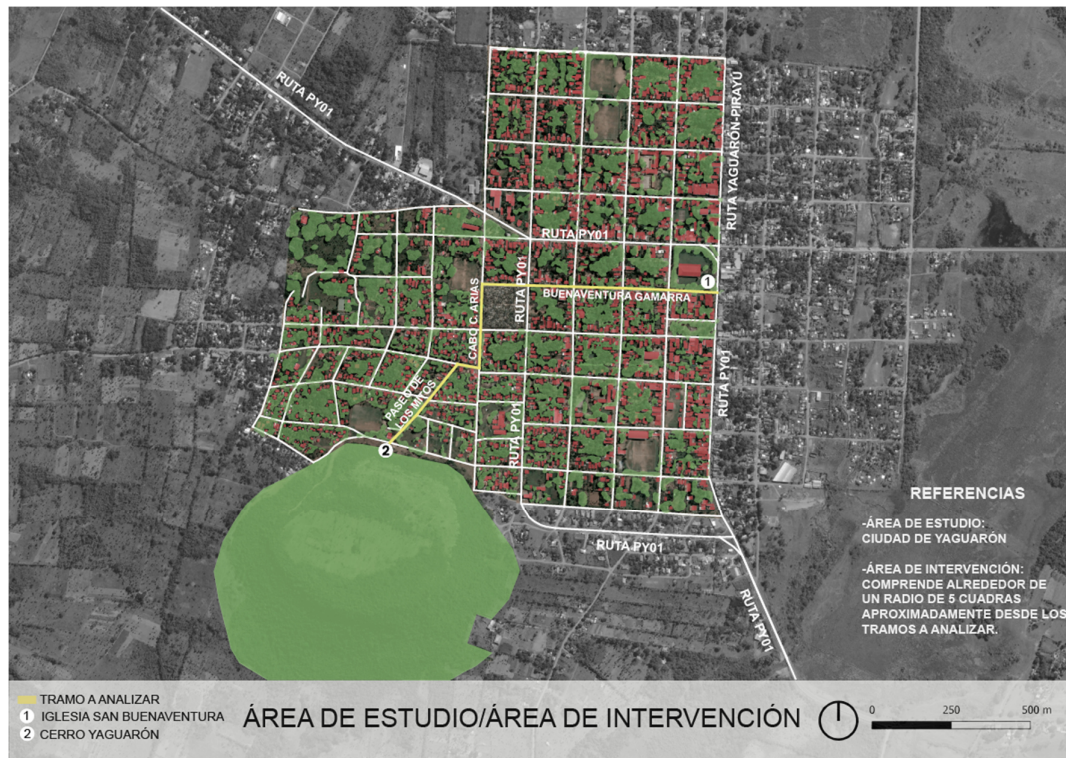 RUTA PY01
RUTA YAGUARÓN-PIRAYÚ
RUTA PY01
RUTA PY01
1
BUENAVENTURA GAMARRA
CABO C. ARIAS
RUTA PY01
PASEO DE
LOS MITOS
RUTA PY01
2
REFERENCIAS
-ÁREA DE ESTUDIO:
CIUDAD DE YAGUARÓN
RUTA PY01
-ÁREA DE INTERVENCIÓN:
COMPRENDE ALREDEDOR DE
UN RADIO DE 5 CUADRAS
APROXIMADAMENTE DESDE LOS
TRAMOS A ANALIZAR.
RUTA PY01
TRAMO A ANALIZAR
1 IGLESIA SAN BUENAVENTURA
2 CERRO YAGUARÓN
ÁREA DE ESTUDIO/ÁREA DE INTERVENCIÓN
0 250 500 m